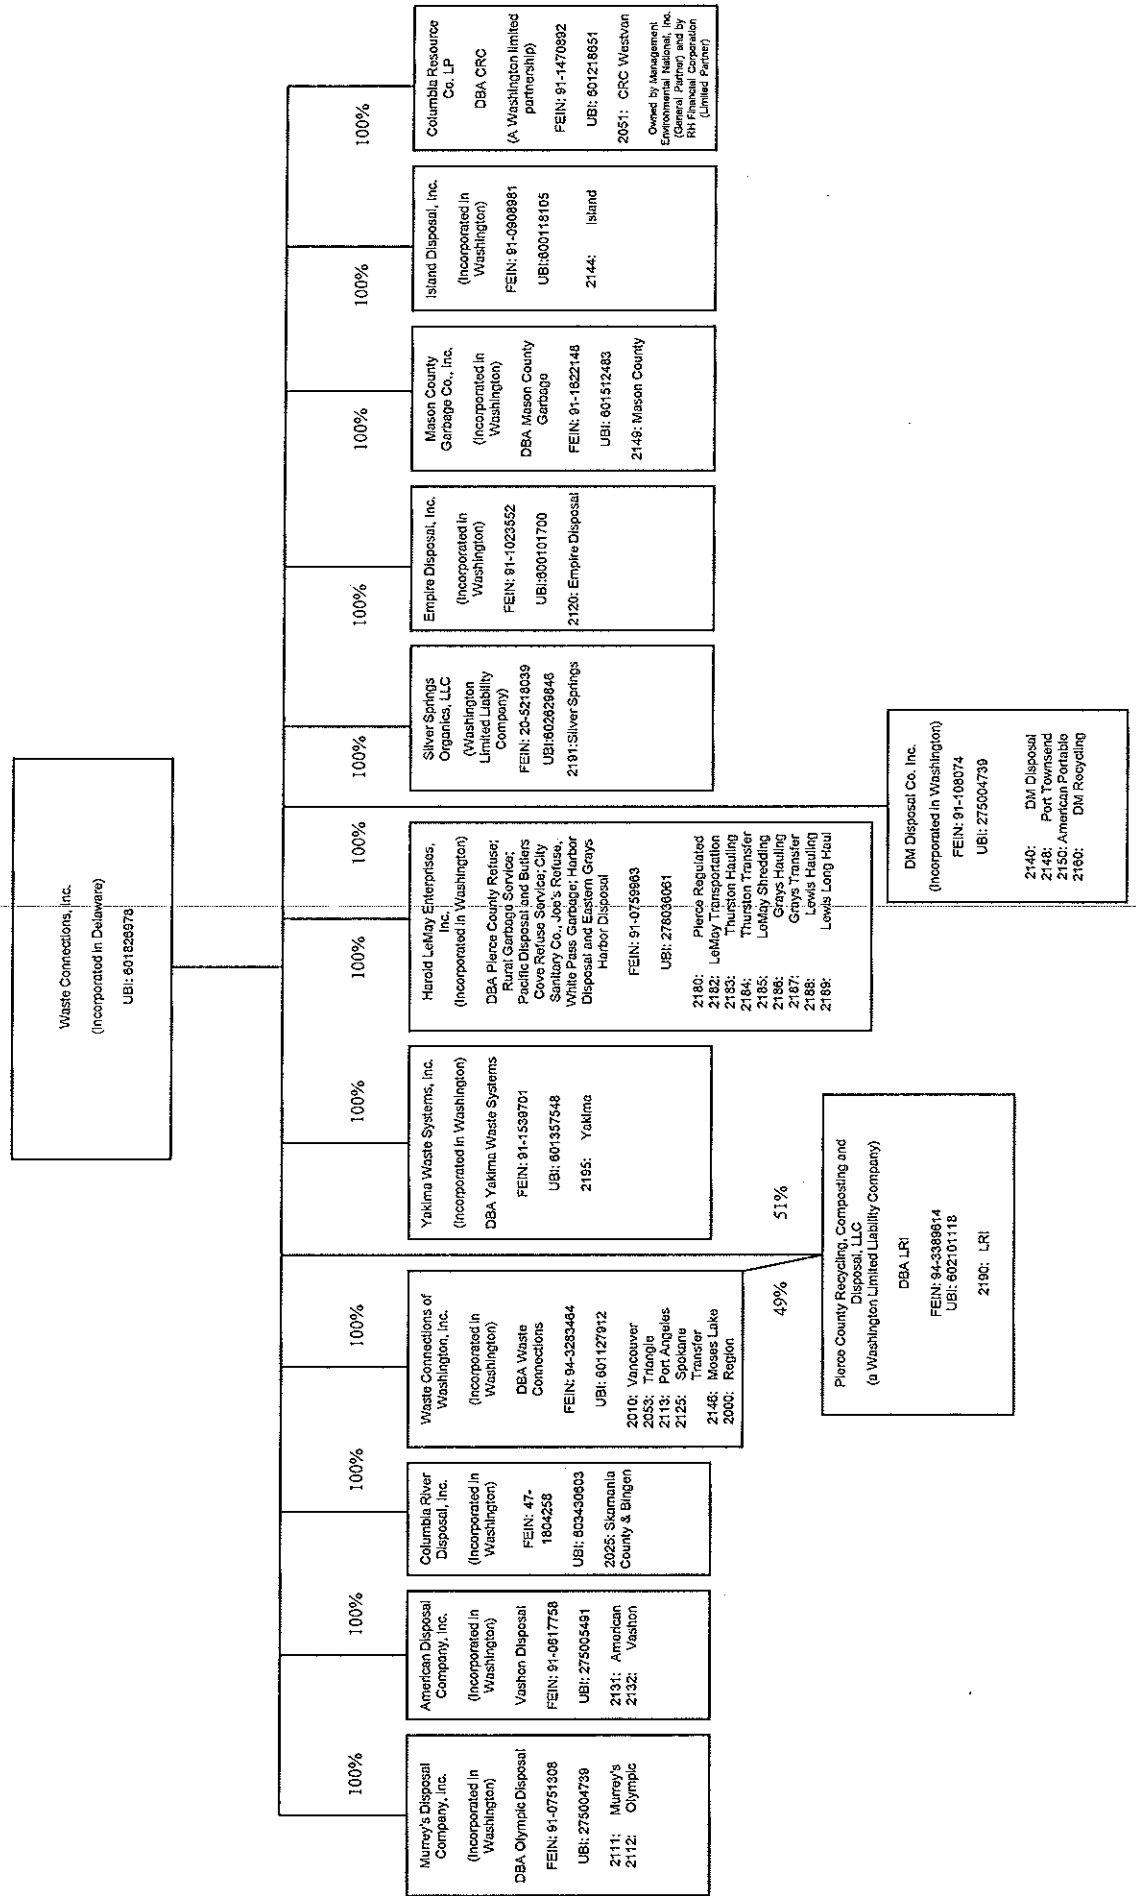 Waste Connections, Inc.
(Incorporated in Delaware)
UBI: 601826973
100%
100%
100%
100%
100%
100%
100%
100%
100%
100%
100%
100%
Murrey's Disposal
Company, Inc.
(Incorporated in
Washington)
DBA Olympic Disposal
FEIN: 91-0751308
UBI: 275004739
2111: Murrey's
2112: Olympic
American Disposal
Company, Inc.
(Incorporated in
Washington)
Vashon Disposal
FEIN: 91-0817758
UBI: 275005491
2131: American
2132: Vashon
Columbia River
Disposal, Inc.
(Incorporated in
Washington)
FEIN: 47-
1804258
UBI: 603430603
2025: Skamania
County & Bingen
Waste Connections of
Washington, Inc.
(Incorporated in
Washington)
DBA Waste
Connections
FEIN: 94-3283464
UBI: 601127912
2010: Vancouver
2053: Triangle
2113: Port Angeles
2125: Spokane
Transfer
2146: Moses Lake
2000: Region
Yakima Waste Systems, Inc.
(Incorporated in Washington)
DBA Yakima Waste Systems
FEIN: 91-1539701
UBI: 601357548
2195: Yakima
Harold LeMay Enterprises,
Inc.
(Incorporated in Washington)
DBA Pierce County Refuse;
Rural Garbage Service;
Pacific Disposal and Butlers
Cove Refuse Service; City
Sanitary Co., Joe's Refuse,
White Pass Garbage; Harbor
Disposal and Eastern Grays
Harbor Disposal
FEIN: 91-0759963
UBI: 278036061
2180: Pierce Regulated
2182: LeMay Transportation
2183: Thurston Hauling
2184: Thurston Transfer
2185: LeMay Shredding
2186: Grays Hauling
2187: Grays Transfer
2188: Lewis Hauling
2189: Lewis Long Haul
Silver Springs
Organics, LLC
(Washington
Limited Liability
Company)
FEIN: 20-5218039
UBI:602629846
2191:Silver Springs
Empire Disposal, Inc.
(Incorporated in
Washington)
FEIN: 91-1023552
UBI:600101700
2120: Empire Disposal
Mason County
Garbage Co., Inc.
(Incorporated in
Washington)
DBA Mason County
Garbage
FEIN: 91-1622148
UBI: 601512483
2149: Mason County
Island Disposal, Inc.
(Incorporated in
Washington)
FEIN: 91-0908981
UBI:600118105
2144: Island
Columbia Resource
Co. LP
DBA CRC
(A Washington limited
partnership)
FEIN: 91-1470892
UBI: 601218651
2051: CRC Westvan
Owned by Management
Environmental National, Inc.
(General Partner) and by
RH Financial Corporation
(Limited Partner)
49%
51%
Pierce County Recycling, Composting and
Disposal, LLC
(a Washington Limited Liability Company)
DBA LRI
FEIN: 94-3389614
UBI: 602101118
2190: LRI
DM Disposal Co. Inc.
(Incorporated in Washington)
FEIN: 91-108074
UBI: 275004739
2140: DM Disposal
2148: Port Townsend
2150: American Portable
2160: DM Recycling